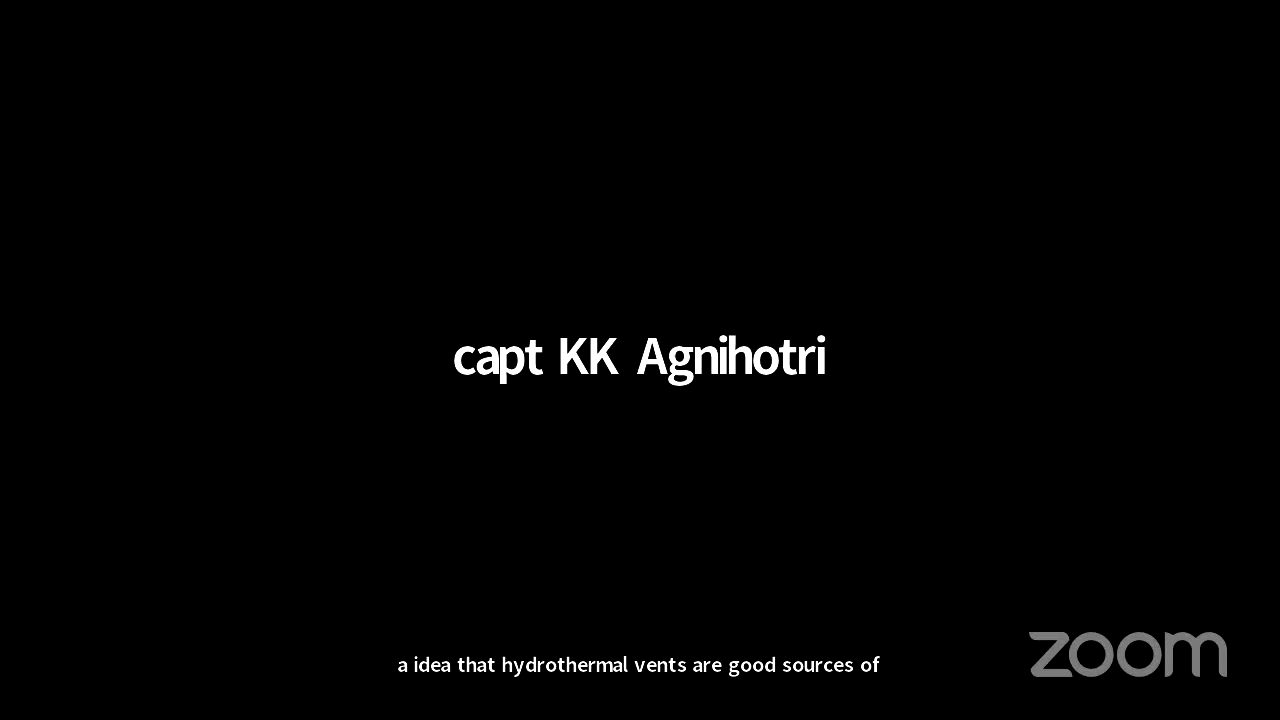 capt KK Agnihotri
a idea that hydrothermal vents are good sources of
zoom